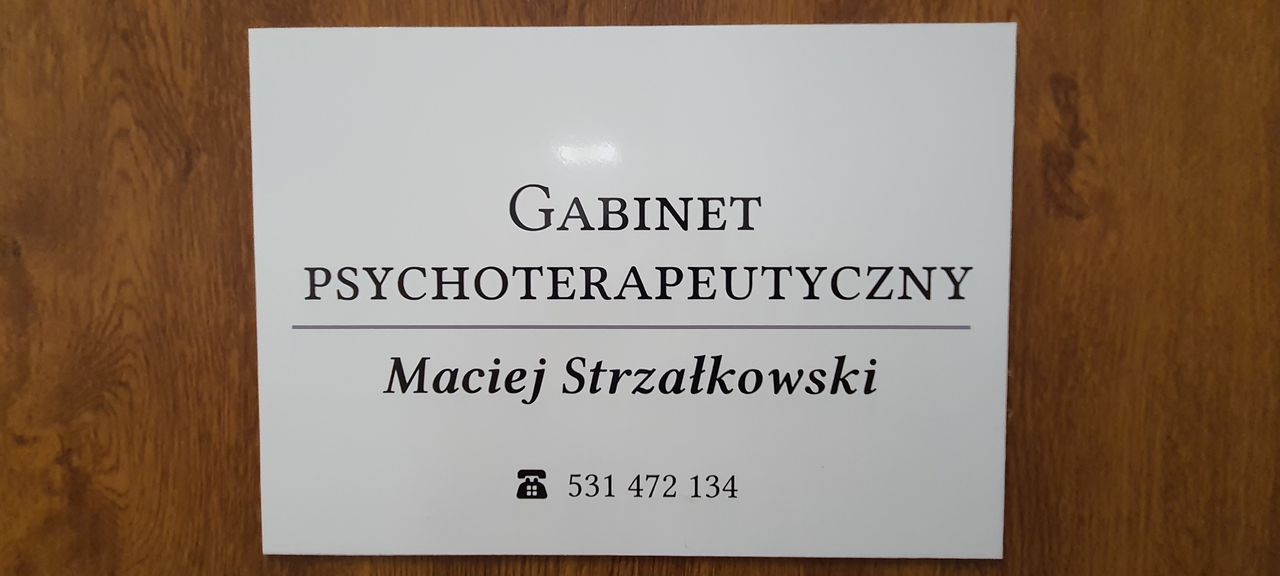 Gabinet
psychoterapeutyczny
Maciej Strzałkowski
☎ 531 472 134